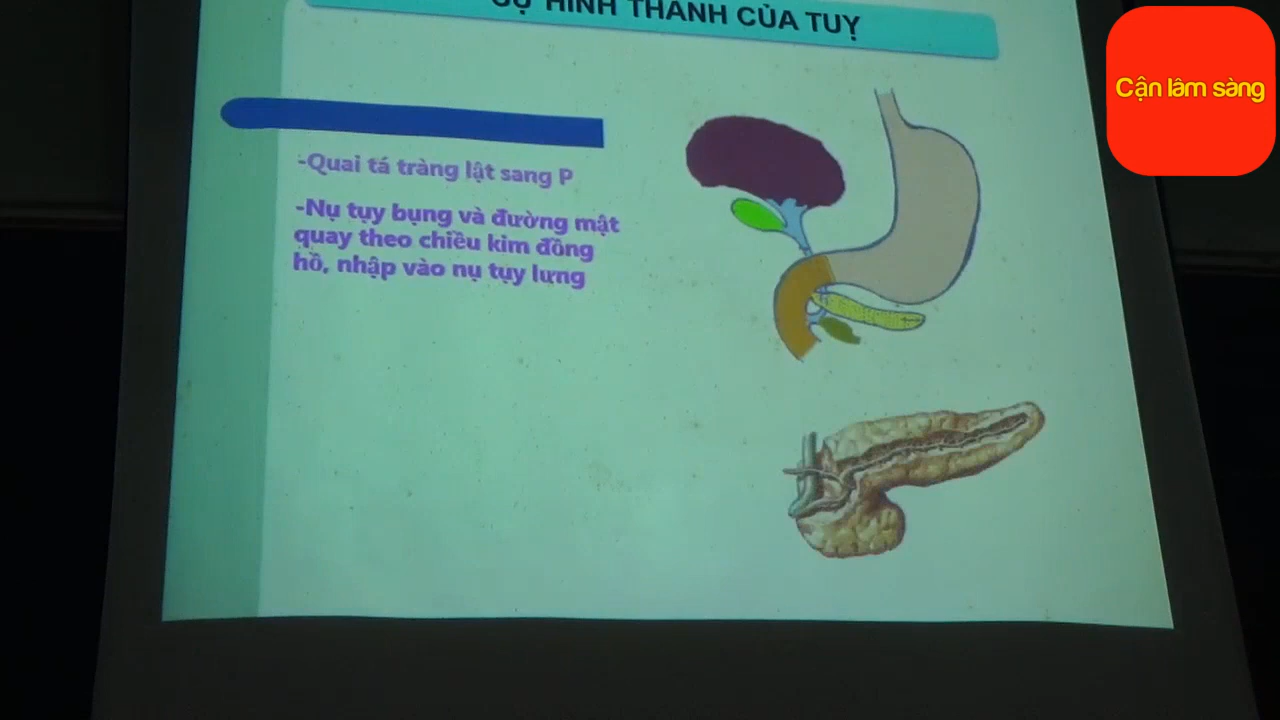 SỰ HÌNH THÀNH CỦA TUỴ
Cận lâm sàng
-Quai tá tràng lật sang P
-Nụ tụy bụng và đường mật
quay theo chiều kim đồng
hồ, nhập vào nụ tụy lưng